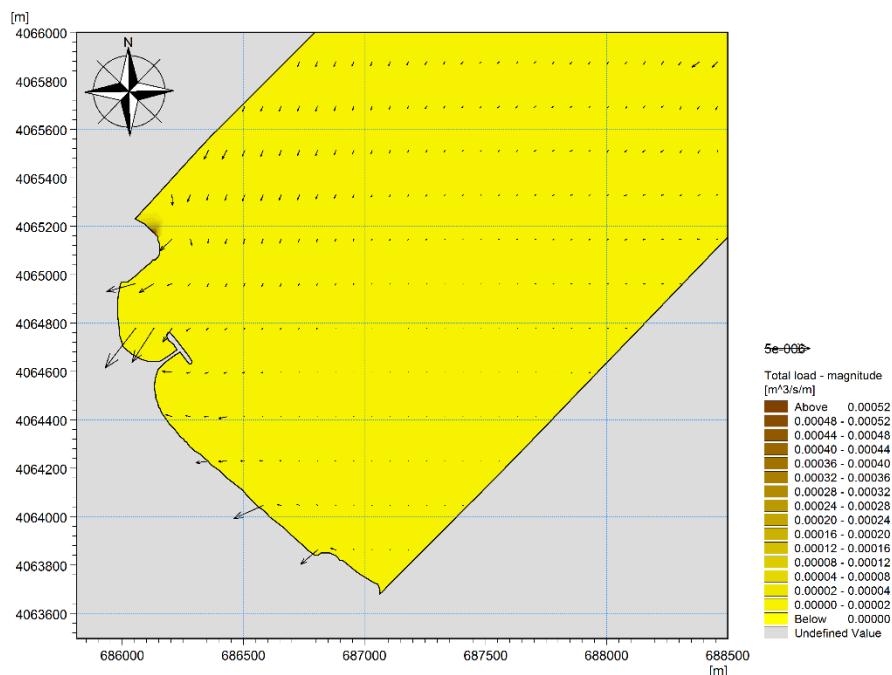 [m]
4066000
4065800
4065600
4065400
4065200
4065000
4064800
4064600
4064400
4064200
4064000
4063800
4063600
N
686000 686500 687000 687500 688000 688500
[m]
Total load - magnitude
[m^3/s/m]
Above 0.00052
0.00048 - 0.00052
0.00044 - 0.00048
0.00040 - 0.00044
0.00036 - 0.00040
0.00032 - 0.00036
0.00028 - 0.00032
0.00024 - 0.00028
0.00020 - 0.00024
0.00016 - 0.00020
0.00012 - 0.00016
0.00008 - 0.00012
0.00004 - 0.00008
0.00002 - 0.00004
0.00000 - 0.00002
Below 0.00000
Undefined Value